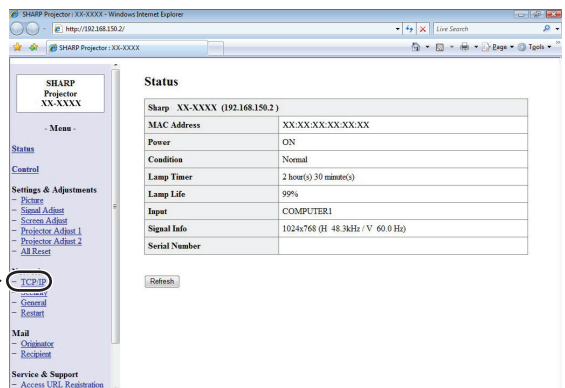 SHARP Projector : XX-XXXX - Windows Internet Explorer
http://192.168.150.2/
Live Search
SHARP Projector : XX-XXXX
Page
Tools
SHARP
Projector
XX-XXXX
- Menu -
Status
Control
Settings & Adjustments
- Picture
- Signal Adjust
- Screen Adjust
- Projector Adjust 1
- Projector Adjust 2
- All Reset
- TCP/IP
- Security
- General
- Restart
Mail
- Originator
- Recipient
Service & Support
- Access URL Registration
Status
Sharp XX-XXXX (192.168.150.2 )
MAC Address XX:XX:XX:XX:XX:XX
Power ON
Condition Normal
Lamp Timer 2 hour(s) 30 minute(s)
Lamp Life 99%
Input COMPUTER1
Signal Info 1024x768 (H 48.3kHz / V 60.0 Hz)
Serial Number
Refresh